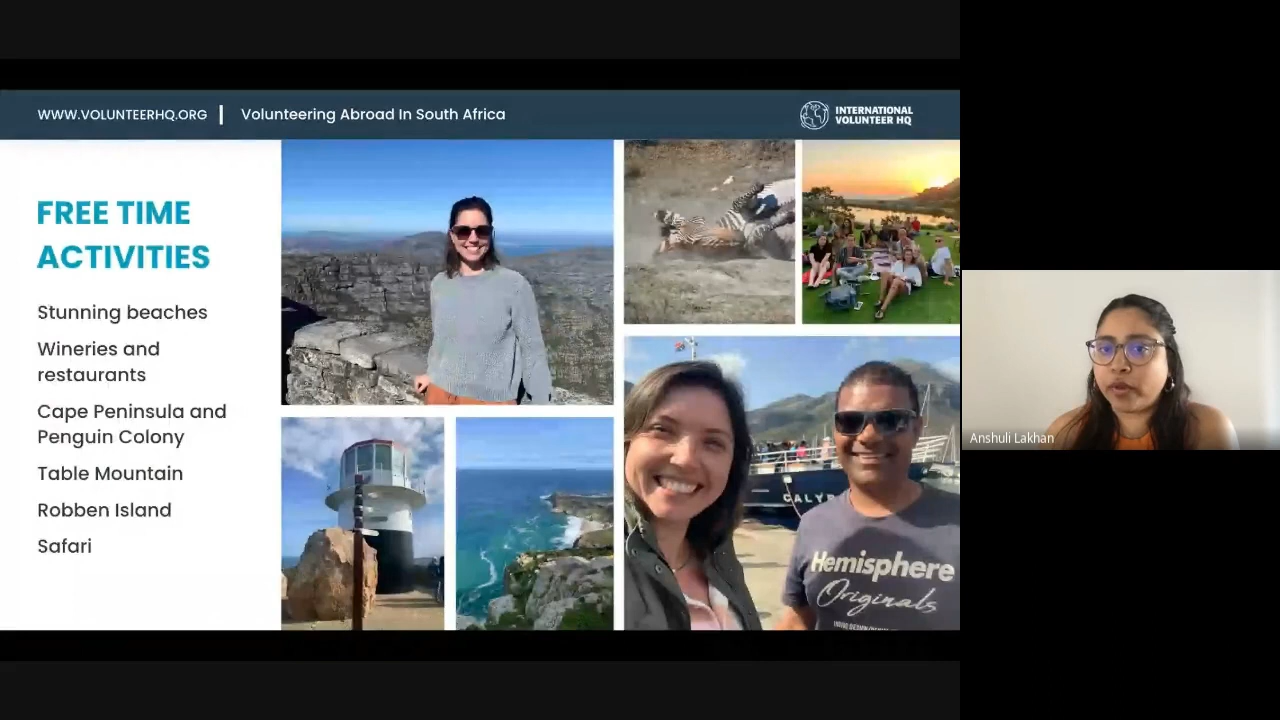 WWW.VOLUNTEERHQ.ORG | Volunteering Abroad In South Africa
INTERNATIONAL
VOLUNTEER HQ
FREE TIME
ACTIVITIES
Stunning beaches
Wineries and
restaurants
Cape Peninsula and
Penguin Colony
Table Mountain
Robben Island
Safari
CALYP
Hemisphere
Originals
Anshuli Lakhan